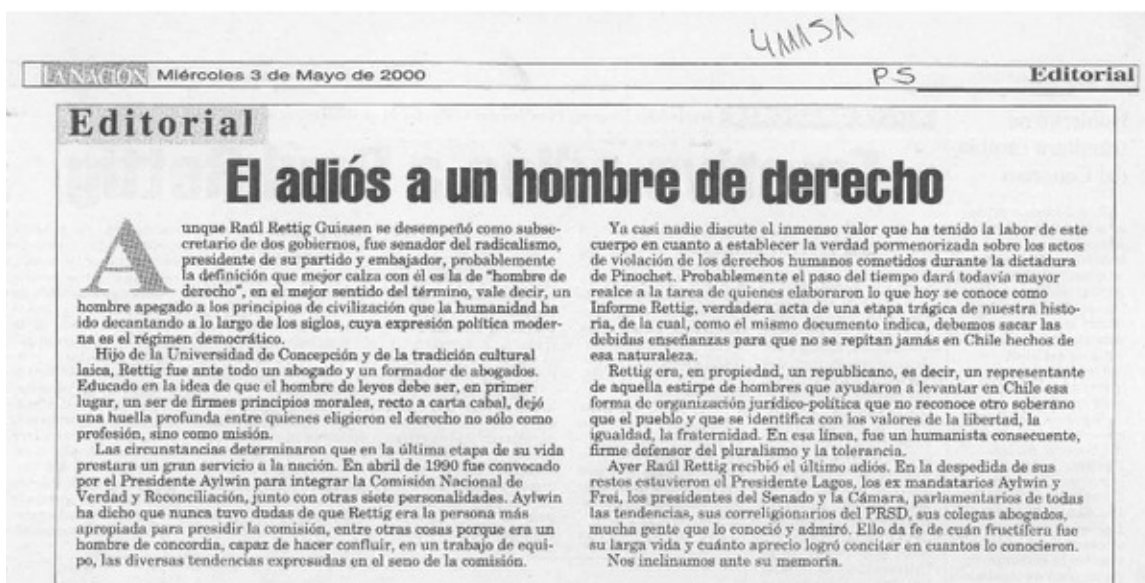 411151
LA NACION Miércoles 3 de Mayo de 2000
PS
Editorial
Editorial
El adiós a un hombre de derecho
Aunque Raúl Rettig Guissen se desempeñó como subse-
cretario de dos gobiernos, fue senador del radicalismo,
presidente de su partido y embajador, probablemente
la definición que mejor calza con él es la de "hombre de
derecho", en el mejor sentido del término, vale decir, un
hombre apegado a los principios de civilización que la humanidad ha
ido decantando a lo largo de los siglos, cuya expresión política moder-
na es el régimen democrático.
Hijo de la Universidad de Concepción y de la tradición cultural
laica, Rettig fue ante todo un abogado y un formador de abogados.
Educado en la idea de que el hombre de leyes debe ser, en primer
lugar, un ser de firmes principios morales, recto a carta cabal, dejó
una huella profunda entre quienes eligieron el derecho no sólo como
profesión, sino como misión.
Las circunstancias determinaron que en la última etapa de su vida
prestara un gran servicio a la nación. En abril de 1990 fue convocado
por el Presidente Aylwin para integrar la Comisión Nacional de
Verdad y Reconciliación, junto con otras siete personalidades. Aylwin
ha dicho que nunca tuvo dudas de que Rettig era la persona más
apropiada para presidir la comisión, entre otras cosas porque era un
hombre de concordia, capaz de hacer confluir, en un trabajo de equi-
po, las diversas tendencias expresadas en el seno de la comisión.
Ya casi nadie discute el inmenso valor que ha tenido la labor de este
cuerpo en cuanto a establecer la verdad pormenorizada sobre los actos
de violación de los derechos humanos cometidos durante la dictadura
de Pinochet. Probablemente el paso del tiempo dará todavía mayor
realce a la tarea de quienes elaboraron lo que hoy se conoce como
Informe Rettig, verdadera acta de una etapa trágica de nuestra histo-
ria, de la cual, como el mismo documento indica, debemos sacar las
debidas enseñanzas para que no se repitan jamás en Chile hechos de
esa naturaleza.
Rettig era, en propiedad, un republicano, es decir, un representante
de aquella estirpe de hombres que ayudaron a levantar en Chile esa
forma de organización jurídico-política que no reconoce otro soberano
que el pueblo y que se identifica con los valores de la libertad, la
igualdad, la fraternidad. En esa línea, fue un humanista consecuente,
firme defensor del pluralismo y la tolerancia.
Ayer Raúl Rettig recibió el último adiós. En la despedida de sus
restos estuvieron el Presidente Lagos, los ex mandatarios Aylwin y
Frei, los presidentes del Senado y la Cámara, parlamentarios de todas
las tendencias, sus correligionarios del PRSD, sus colegas abogados,
mucha gente que lo conoció y admiró. Ello da fe de cuán fructífera fue
su larga vida y cuánto aprecio logró concitar en cuantos lo conocieron.
Nos inclinamos ante su memoria.